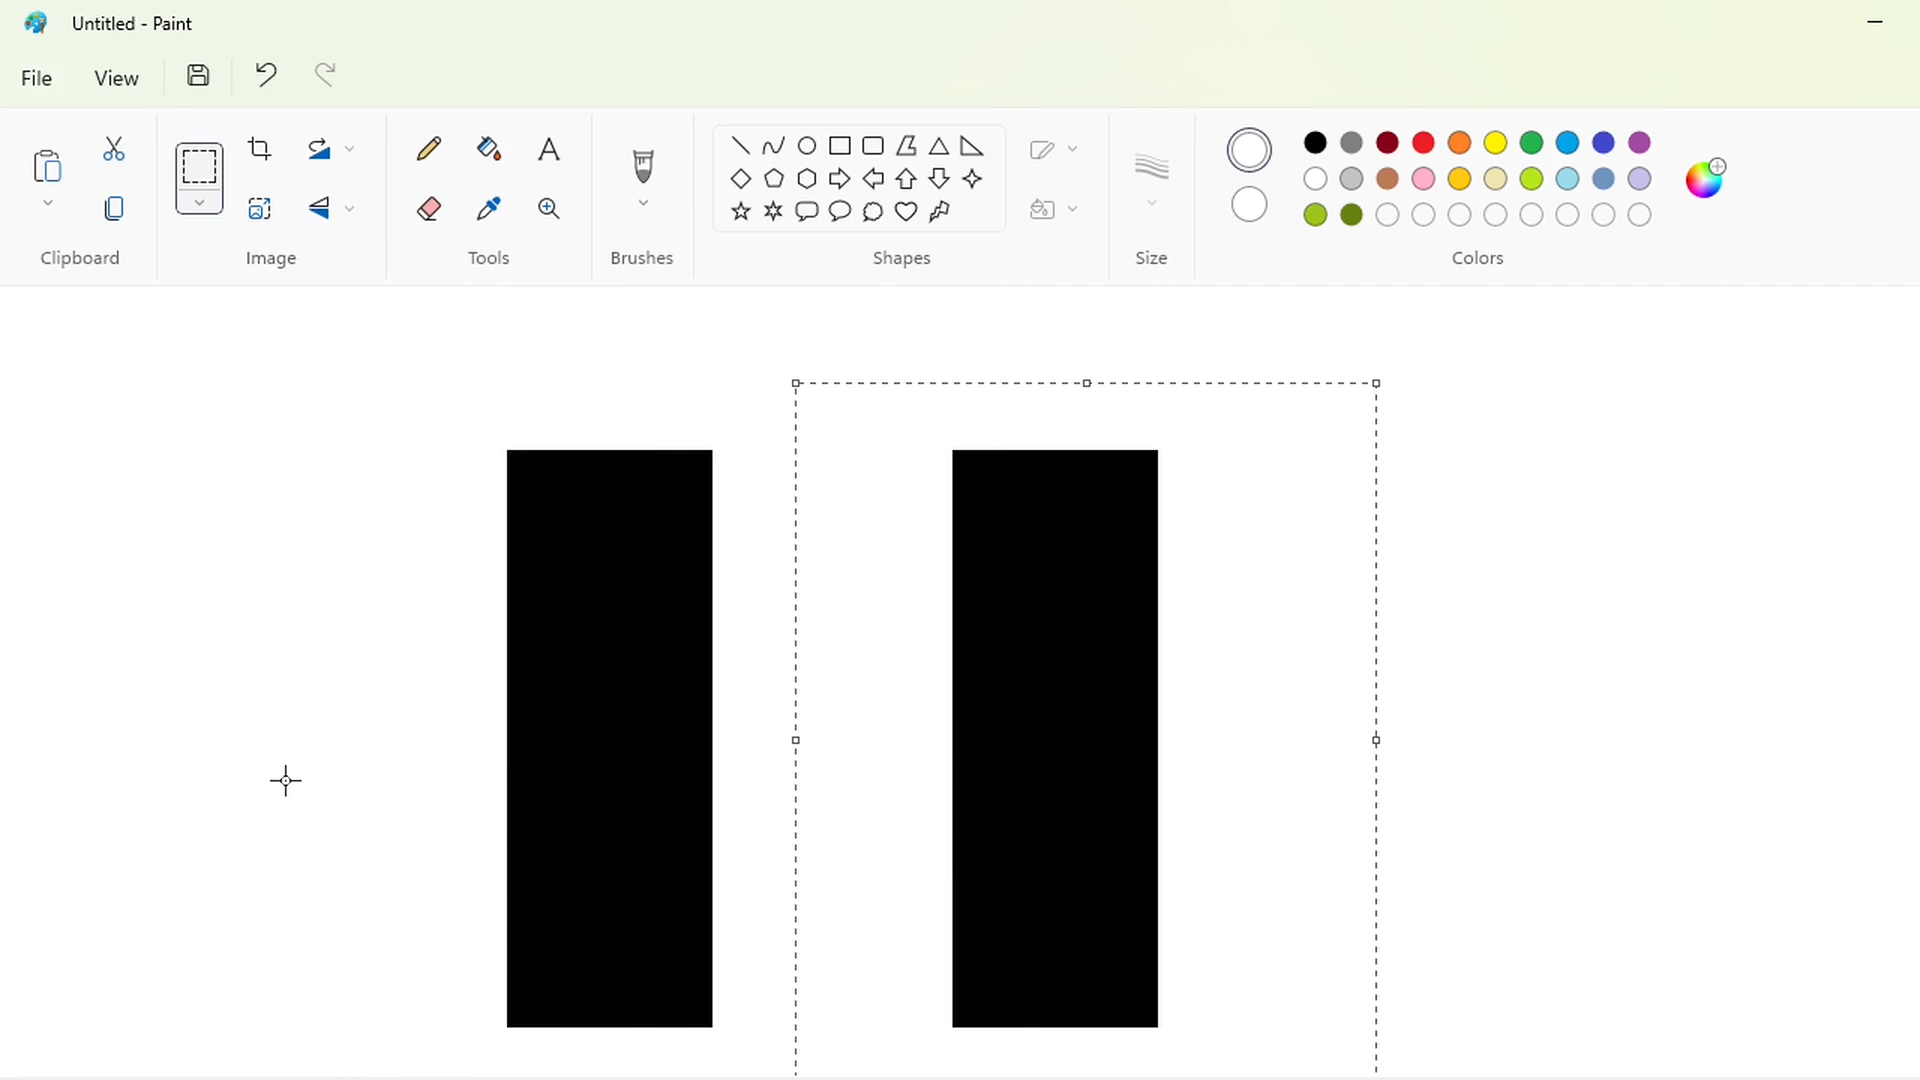 Untitled - Paint
File View
Clipboard Image Tools Brushes Shapes Size Colors